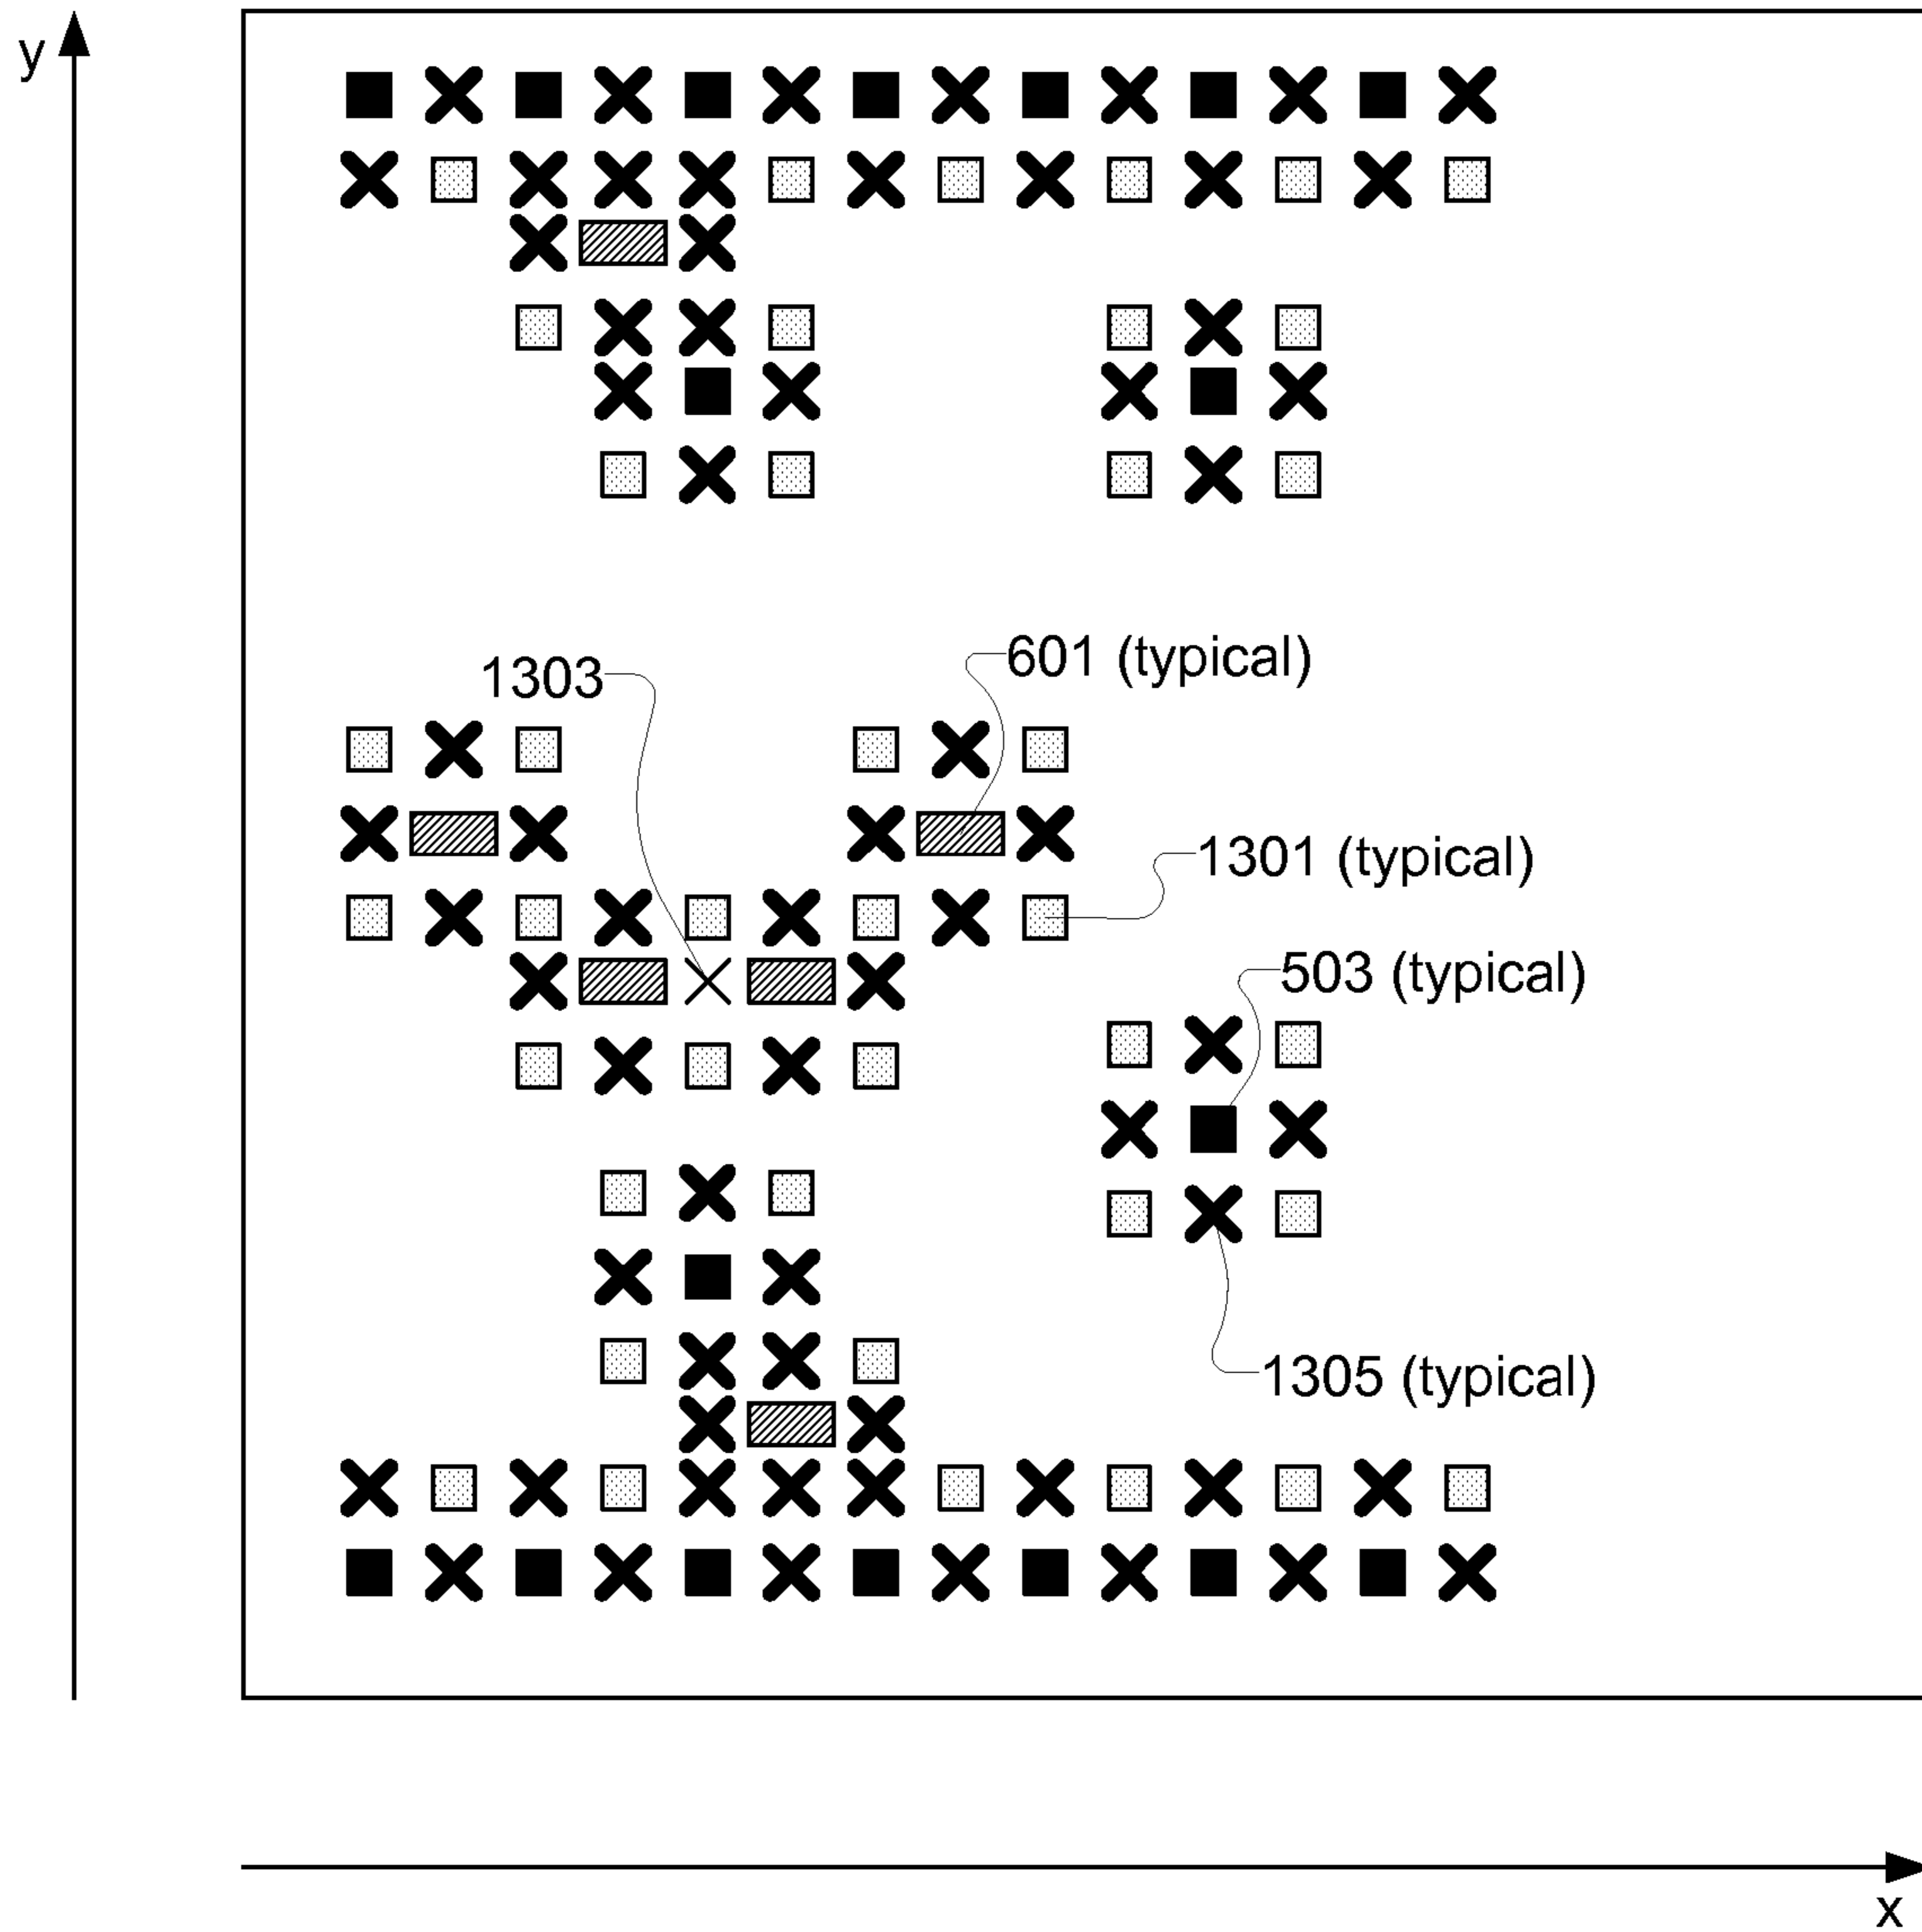 y
601 (typical)
1303
1301 (typical)
503 (typical)
1305 (typical)
x